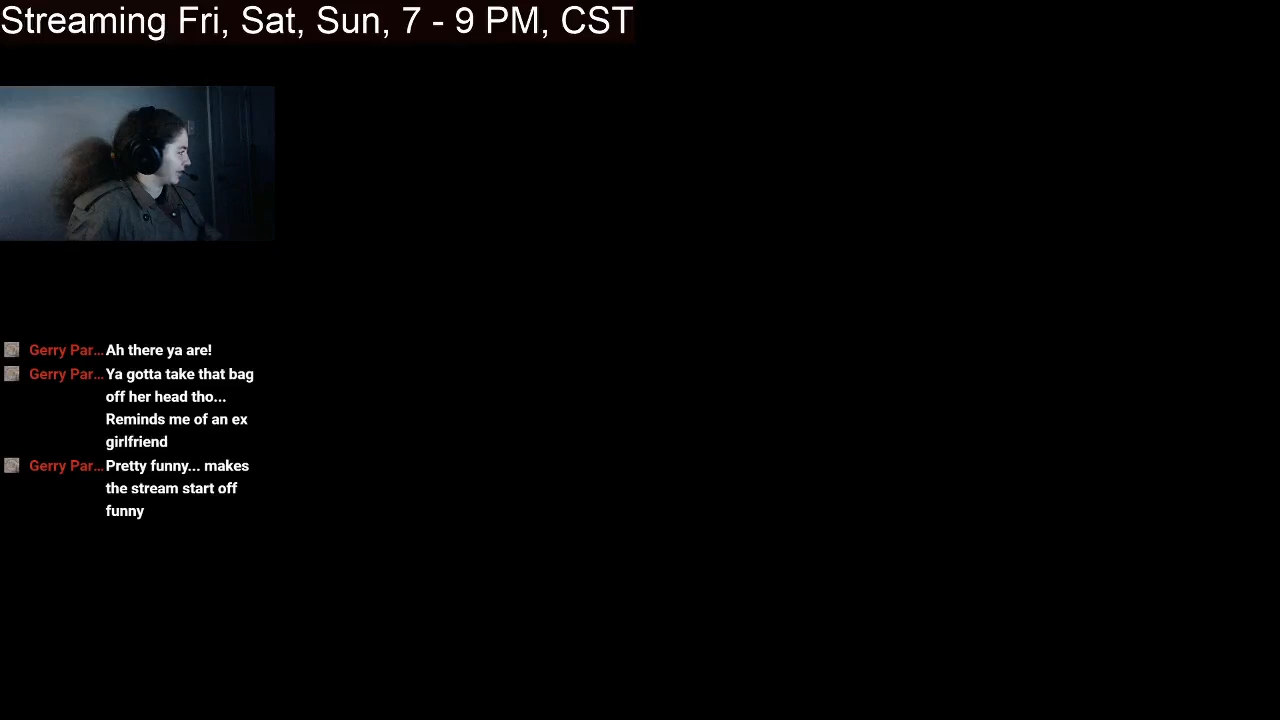 Streaming Fri, Sat, Sun, 7 - 9 PM, CST
Gerry Par... Ah there ya are!
Gerry Par... Ya gotta take that bag
off her head tho...
Reminds me of an ex
girlfriend
Gerry Par... Pretty funny... makes
the stream start off
funny